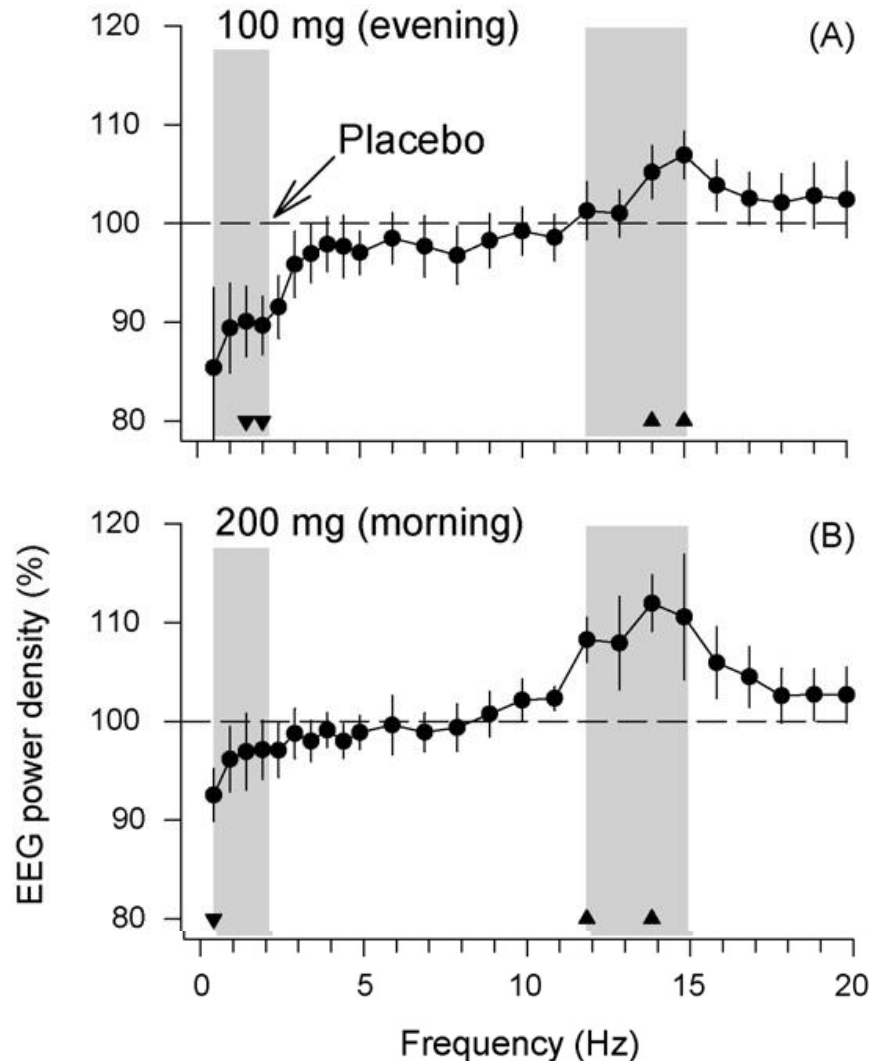 120
100 mg (evening)
(A)
110
Placebo
100
90
80
120
200 mg (morning)
(B)
110
100
90
80
EEG power density (%)
0
5
10
15
20
Frequency (Hz)